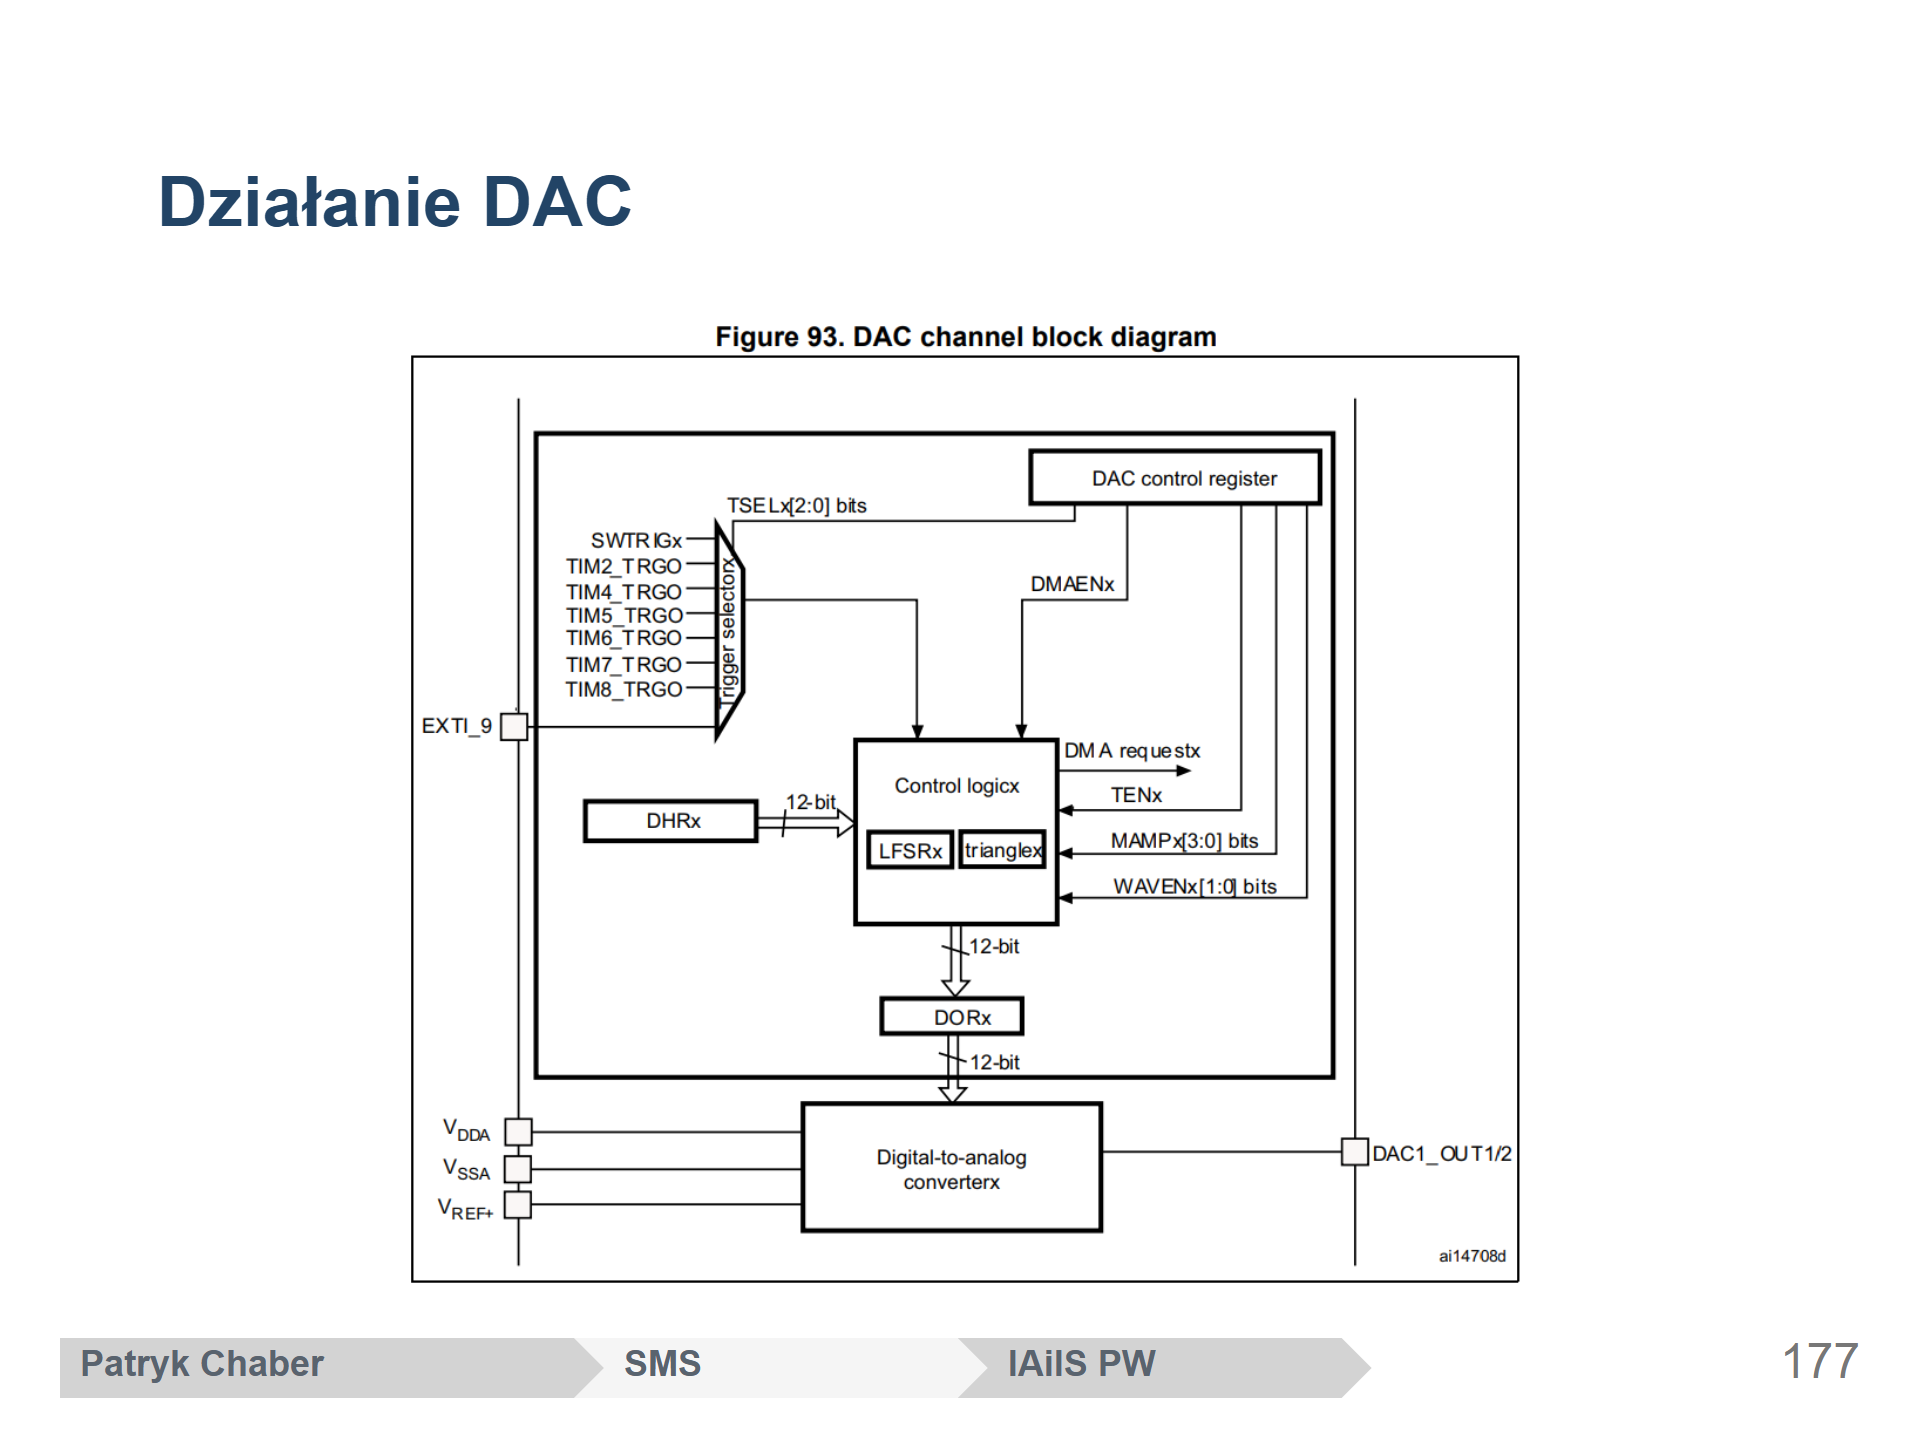 Działanie DAC
Figure 93. DAC channel block diagram
DAC control register
TSELx[2:0] bits
SWTRIGx
TIM2_TRGO
TIM4_TRGO
TIM5_TRGO
TIM6_TRGO
TIM7_TRGO
TIM8_TRGO
Trigger selectorx
DMAENx
EXTI_9
DMA requestx
Control logicx
TENx
12-bit
DHRx
LFSRx
trianglex
MAMPx[3:0] bits
WAVENx[1:0] bits
12-bit
DORx
12-bit
VDDA
VSSA
VREF+
Digital-to-analog
converterx
DAC1_OUT1/2
ai14708d
Patryk Chaber
SMS
IAiIS PW
177